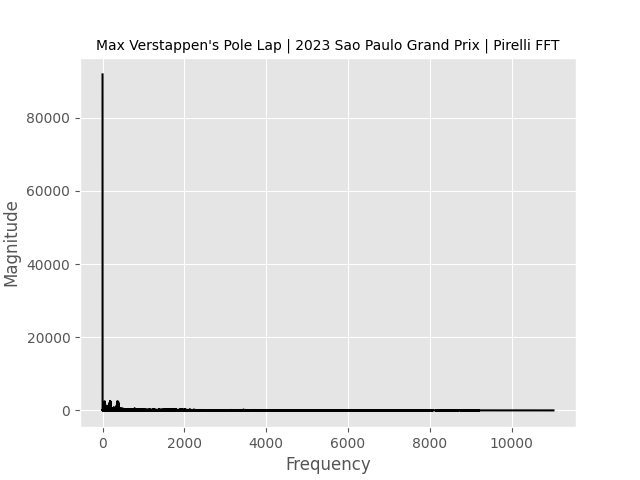 Max Verstappen's Pole Lap | 2023 Sao Paulo Grand Prix | Pirelli FFT
80000
60000
40000
20000
0
Magnitude
0 2000 4000 6000 8000 10000
Frequency